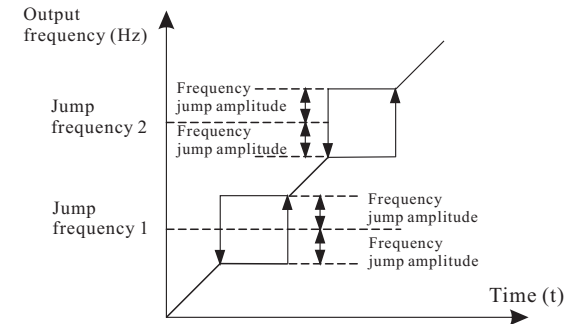 Output
frequency (Hz)
Frequency
jump amplitude
Jump
frequency 2
Frequency
jump amplitude
Jump
frequency 1
Frequency
jump amplitude
Frequency
jump amplitude
Time (t)